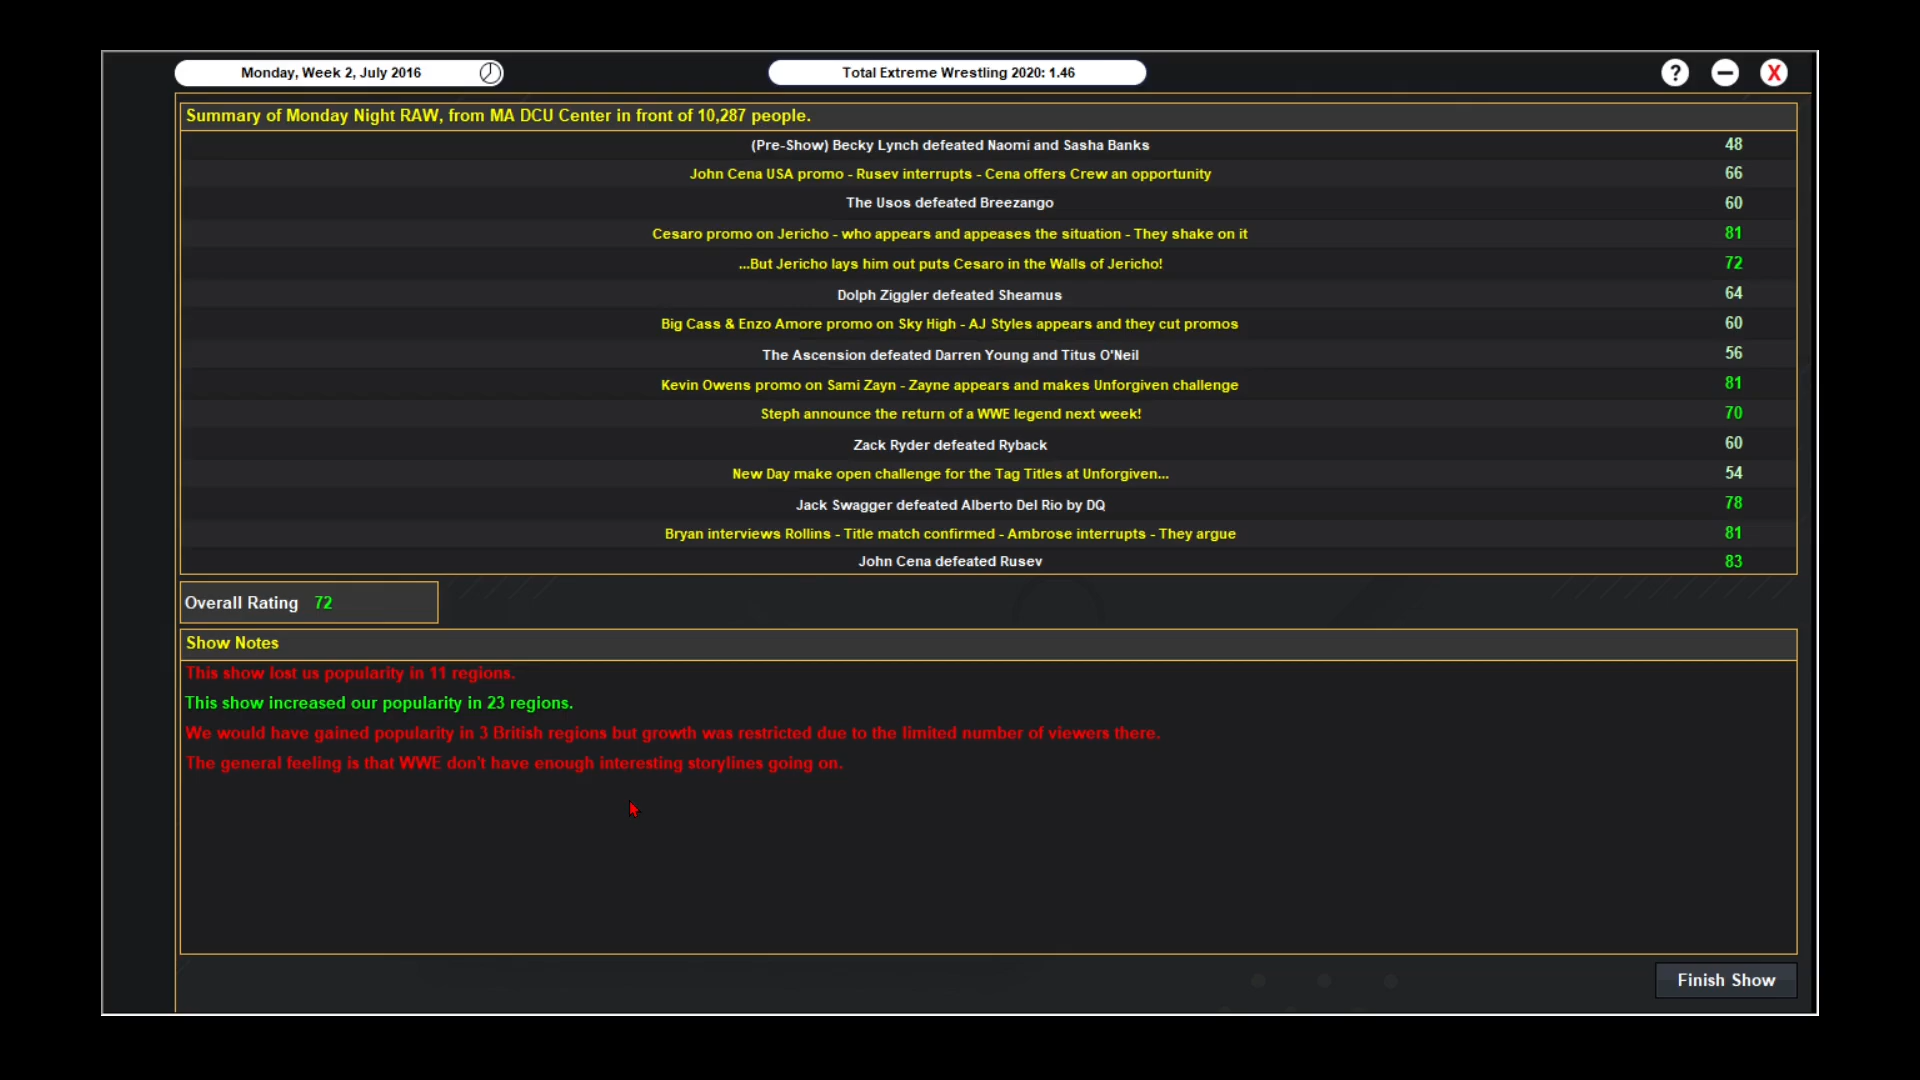 Monday, Week 2, July 2016
Total Extreme Wrestling 2020: 1.46
?
X
Summary of Monday Night RAW, from MA DCU Center in front of 10,287 people.
(Pre-Show) Becky Lynch defeated Naomi and Sasha Banks 48
John Cena USA promo - Rusev interrupts - Cena offers Crew an opportunity 66
The Usos defeated Breezango 60
Cesaro promo on Jericho - who appears and appeases the situation - They shake on it 81
...But Jericho lays him out puts Cesaro in the Walls of Jericho! 72
Dolph Ziggler defeated Sheamus 64
Big Cass & Enzo Amore promo on Sky High - AJ Styles appears and they cut promos 60
The Ascension defeated Darren Young and Titus O'Neil 56
Kevin Owens promo on Sami Zayn - Zayne appears and makes Unforgiven challenge 81
Steph announce the return of a WWE legend next week! 70
Zack Ryder defeated Ryback 60
New Day make open challenge for the Tag Titles at Unforgiven... 54
Jack Swagger defeated Alberto Del Rio by DQ 78
Bryan interviews Rollins - Title match confirmed - Ambrose interrupts - They argue 81
John Cena defeated Rusev 83
Overall Rating 72
Show Notes
This show lost us popularity in 11 regions.
This show increased our popularity in 23 regions.
We would have gained popularity in 3 British regions but growth was restricted due to the limited number of viewers there.
The general feeling is that WWE don't have enough interesting storylines going on.
Finish Show